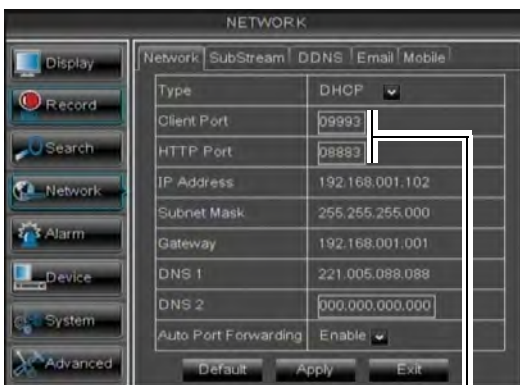 NETWORK
Display
Record
Search
Network
Alarm
Device
System
Advanced
Network SubStream DDNS Email Mobile
Type DHCP
Client Port 09993
HTTP Port 08883
IP Address 192.168.001.102
Subnet Mask 255.255.255.000
Gateway 192.168.001.001
DNS 1 221.005.088.088
DNS 2 000.000.000.000
Auto Port Forwarding Enable
Default Apply Exit